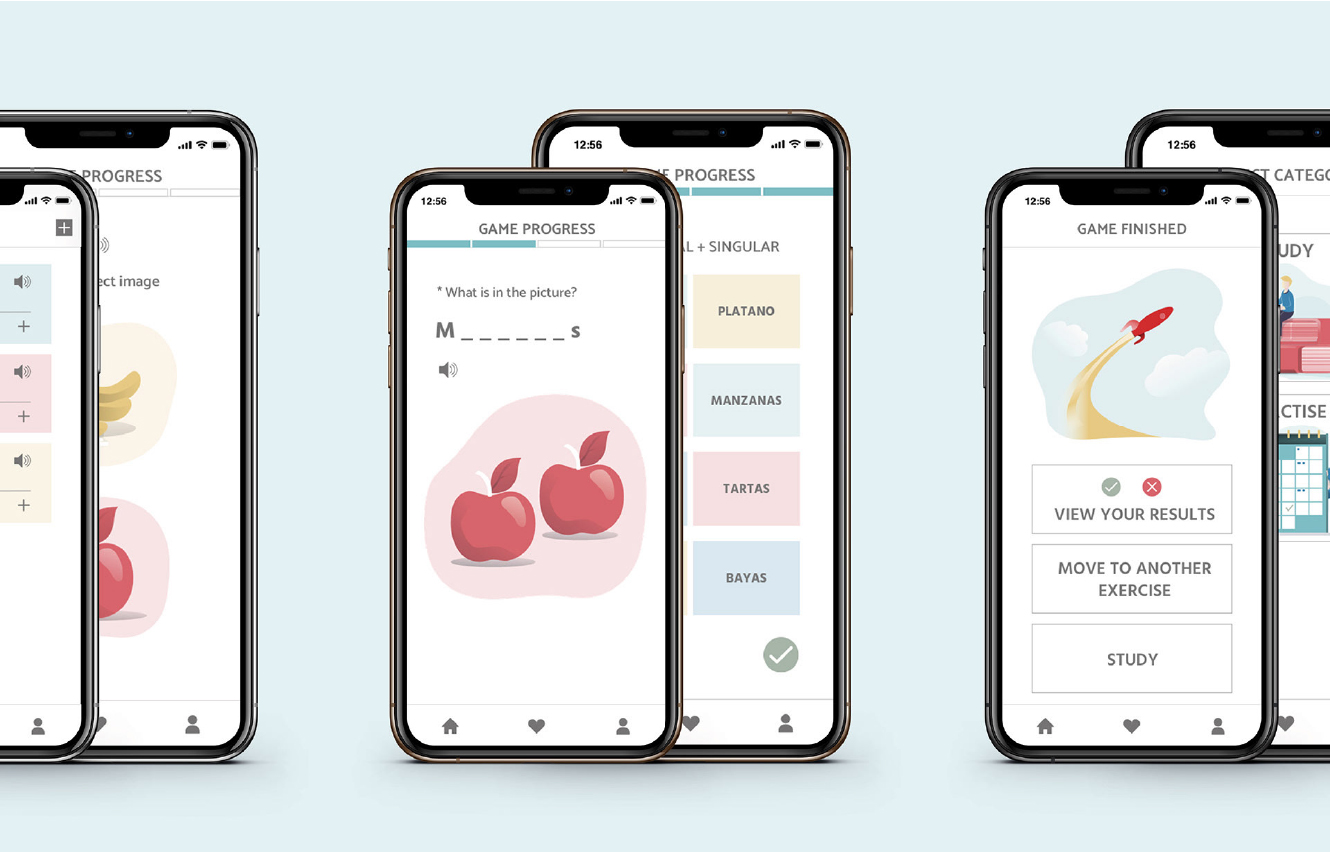 PROGRESS
ect image
12:56
GAME PROGRESS
* What is in the picture?
M _ _ _ _ _ _ s
12:56
E PROGRESS
AL + SINGULAR
PLATANO
MANZANAS
TARTAS
BAYAS
12:56
GAME FINISHED
VIEW YOUR RESULTS
MOVE TO ANOTHER
EXERCISE
STUDY
12:56
CT CATEGO
UDY
CTISE